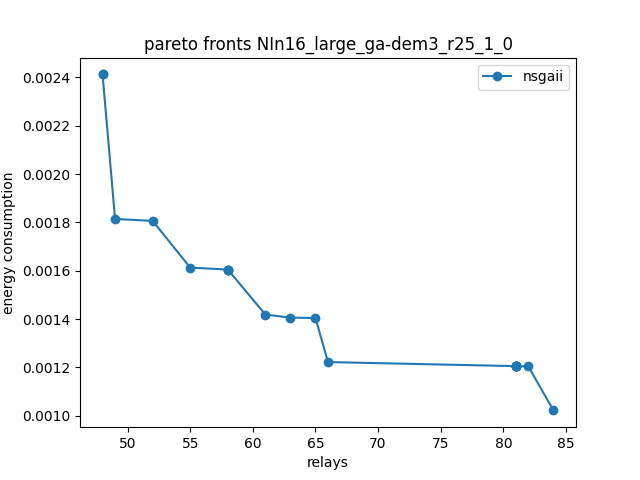 pareto fronts NIn16_large_ga-dem3_r25_1_0
nsgaii
energy consumption
0.0024
0.0022
0.0020
0.0018
0.0016
0.0014
0.0012
0.0010
50 55 60 65 70 75 80 85
relays